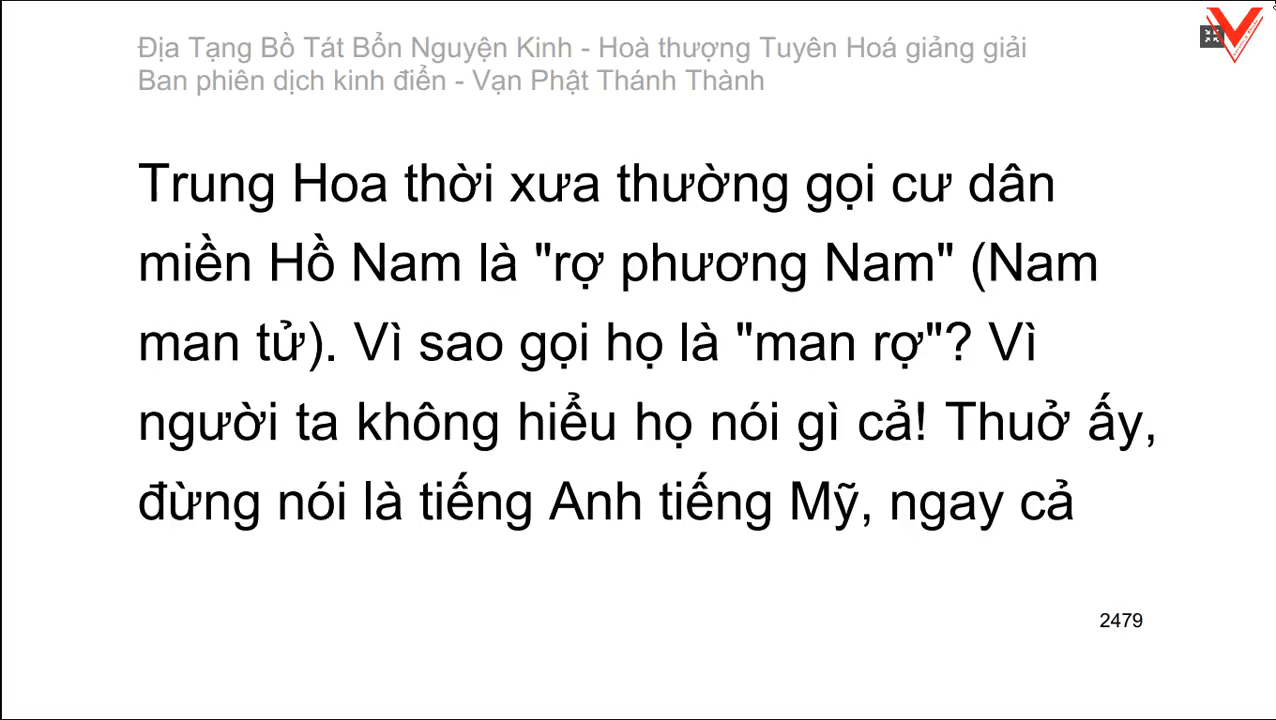 Địa Tạng Bồ Tát Bổn Nguyện Kinh - Hoà thượng Tuyên Hoá giảng giải
Ban phiên dịch kinh điển - Vạn Phật Thánh Thành
Trung Hoa thời xưa thường gọi cư dân
miền Hồ Nam là "rợ phương Nam" (Nam
man tử). Vì sao gọi họ là "man rợ"? Vì
người ta không hiểu họ nói gì cả! Thuở ấy,
đừng nói là tiếng Anh tiếng Mỹ, ngay cả
2479